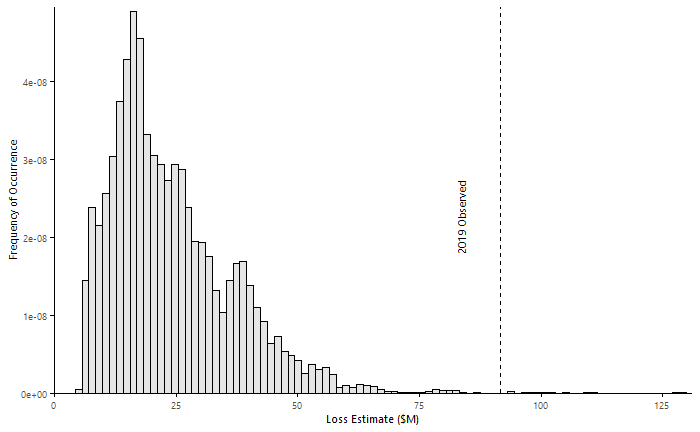 Frequency of Occurrence
4e-08
3e-08
2e-08
1e-08
0e+00
2019 Observed
0
25
50
75
100
125
Loss Estimate ($M)